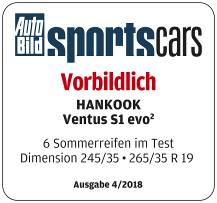 Auto Bild sportscars
Vorbildlich
HANKOOK
Ventus S1 evo²
6 Sommerreifen im Test
Dimension 245/35 • 265/35 R 19
Ausgabe 4/2018